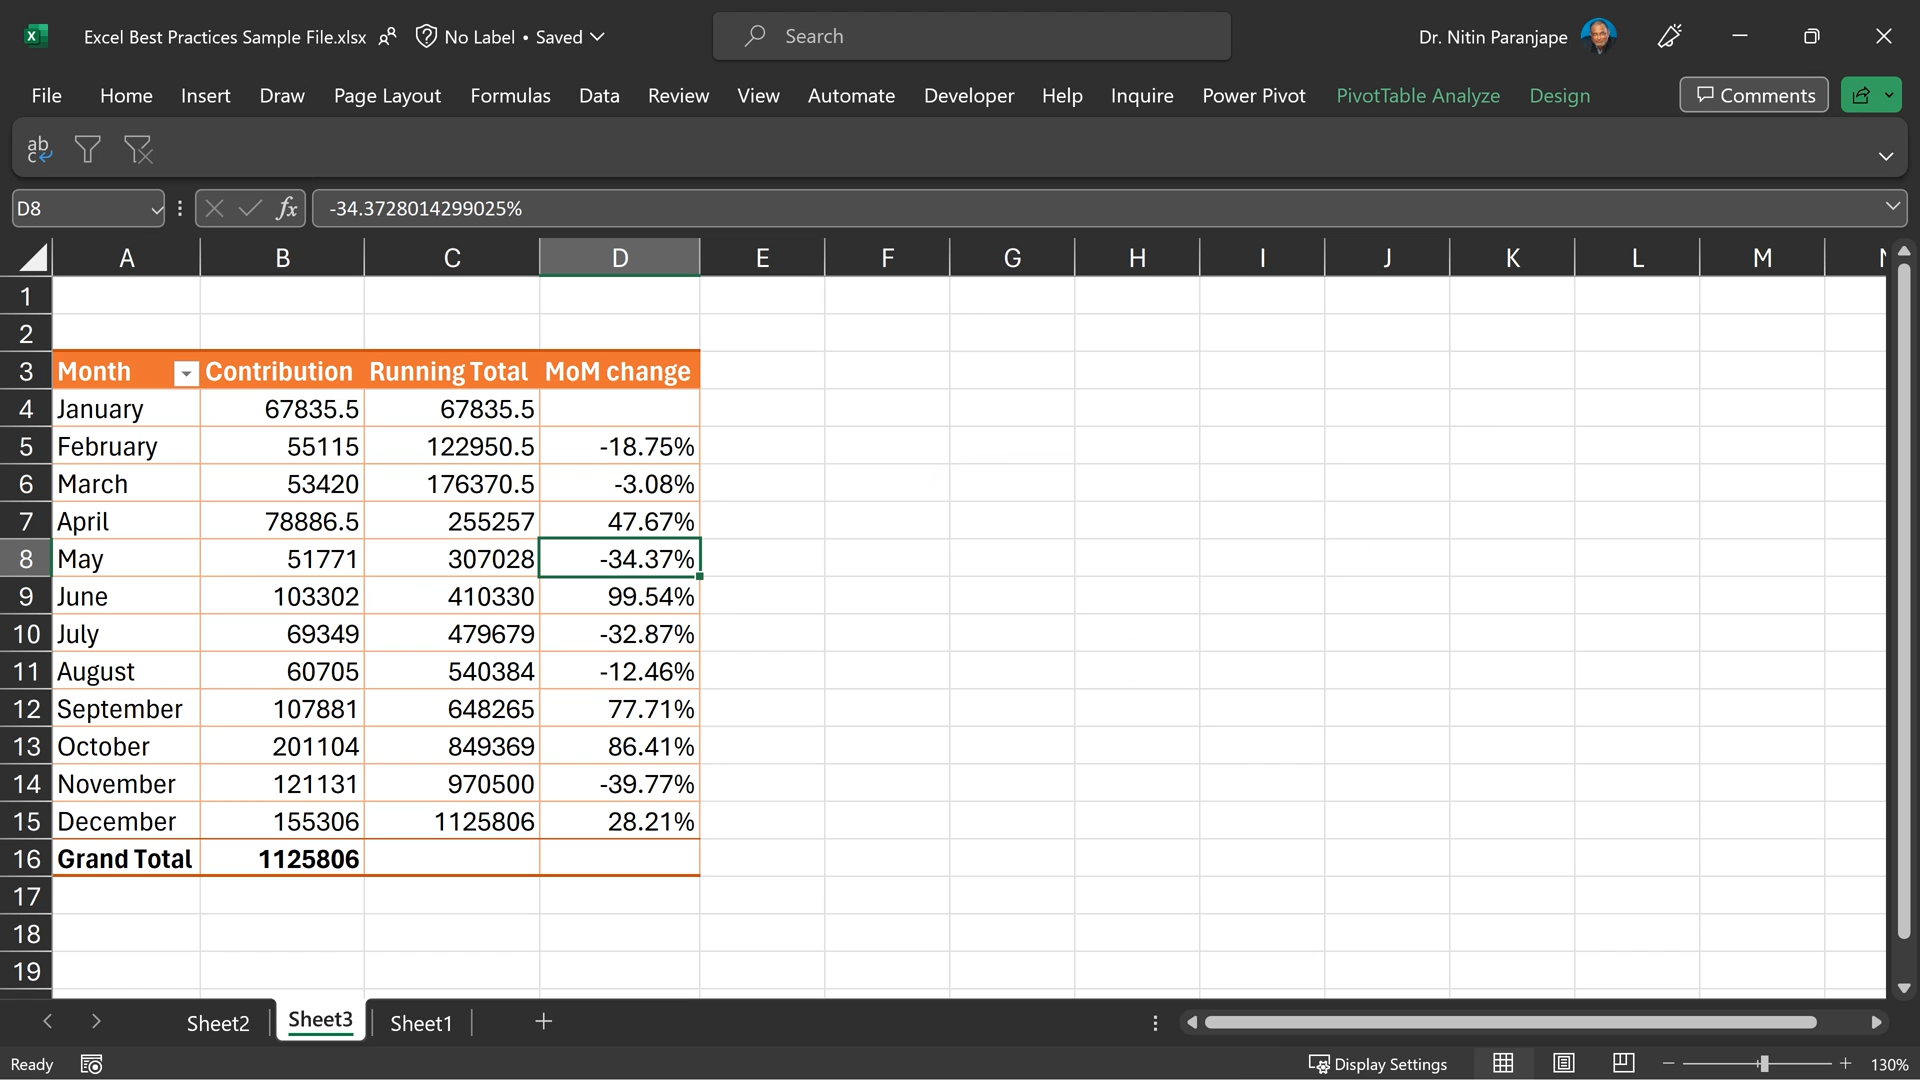 Excel Best Practices Sample File.xlsx No Label • Saved Search Dr. Nitin Paranjape
File Home Insert Draw Page Layout Formulas Data Review View Automate Developer Help Inquire Power Pivot PivotTable Analyze Design Comments
ab c
D8 fx -34.3728014299025%
A B C D E F G H I J K L M
1
2
3 Month Contribution Running Total MoM change
4 January 67835.5 67835.5
5 February 55115 122950.5 -18.75%
6 March 53420 176370.5 -3.08%
7 April 78886.5 255257 47.67%
8 May 51771 307028 -34.37%
9 June 103302 410330 99.54%
10 July 69349 479679 -32.87%
11 August 60705 540384 -12.46%
12 September 107881 648265 77.71%
13 October 201104 849369 86.41%
14 November 121131 970500 -39.77%
15 December 155306 1125806 28.21%
16 Grand Total 1125806
17
18
19
Sheet2 Sheet3 Sheet1
Ready Display Settings 130%